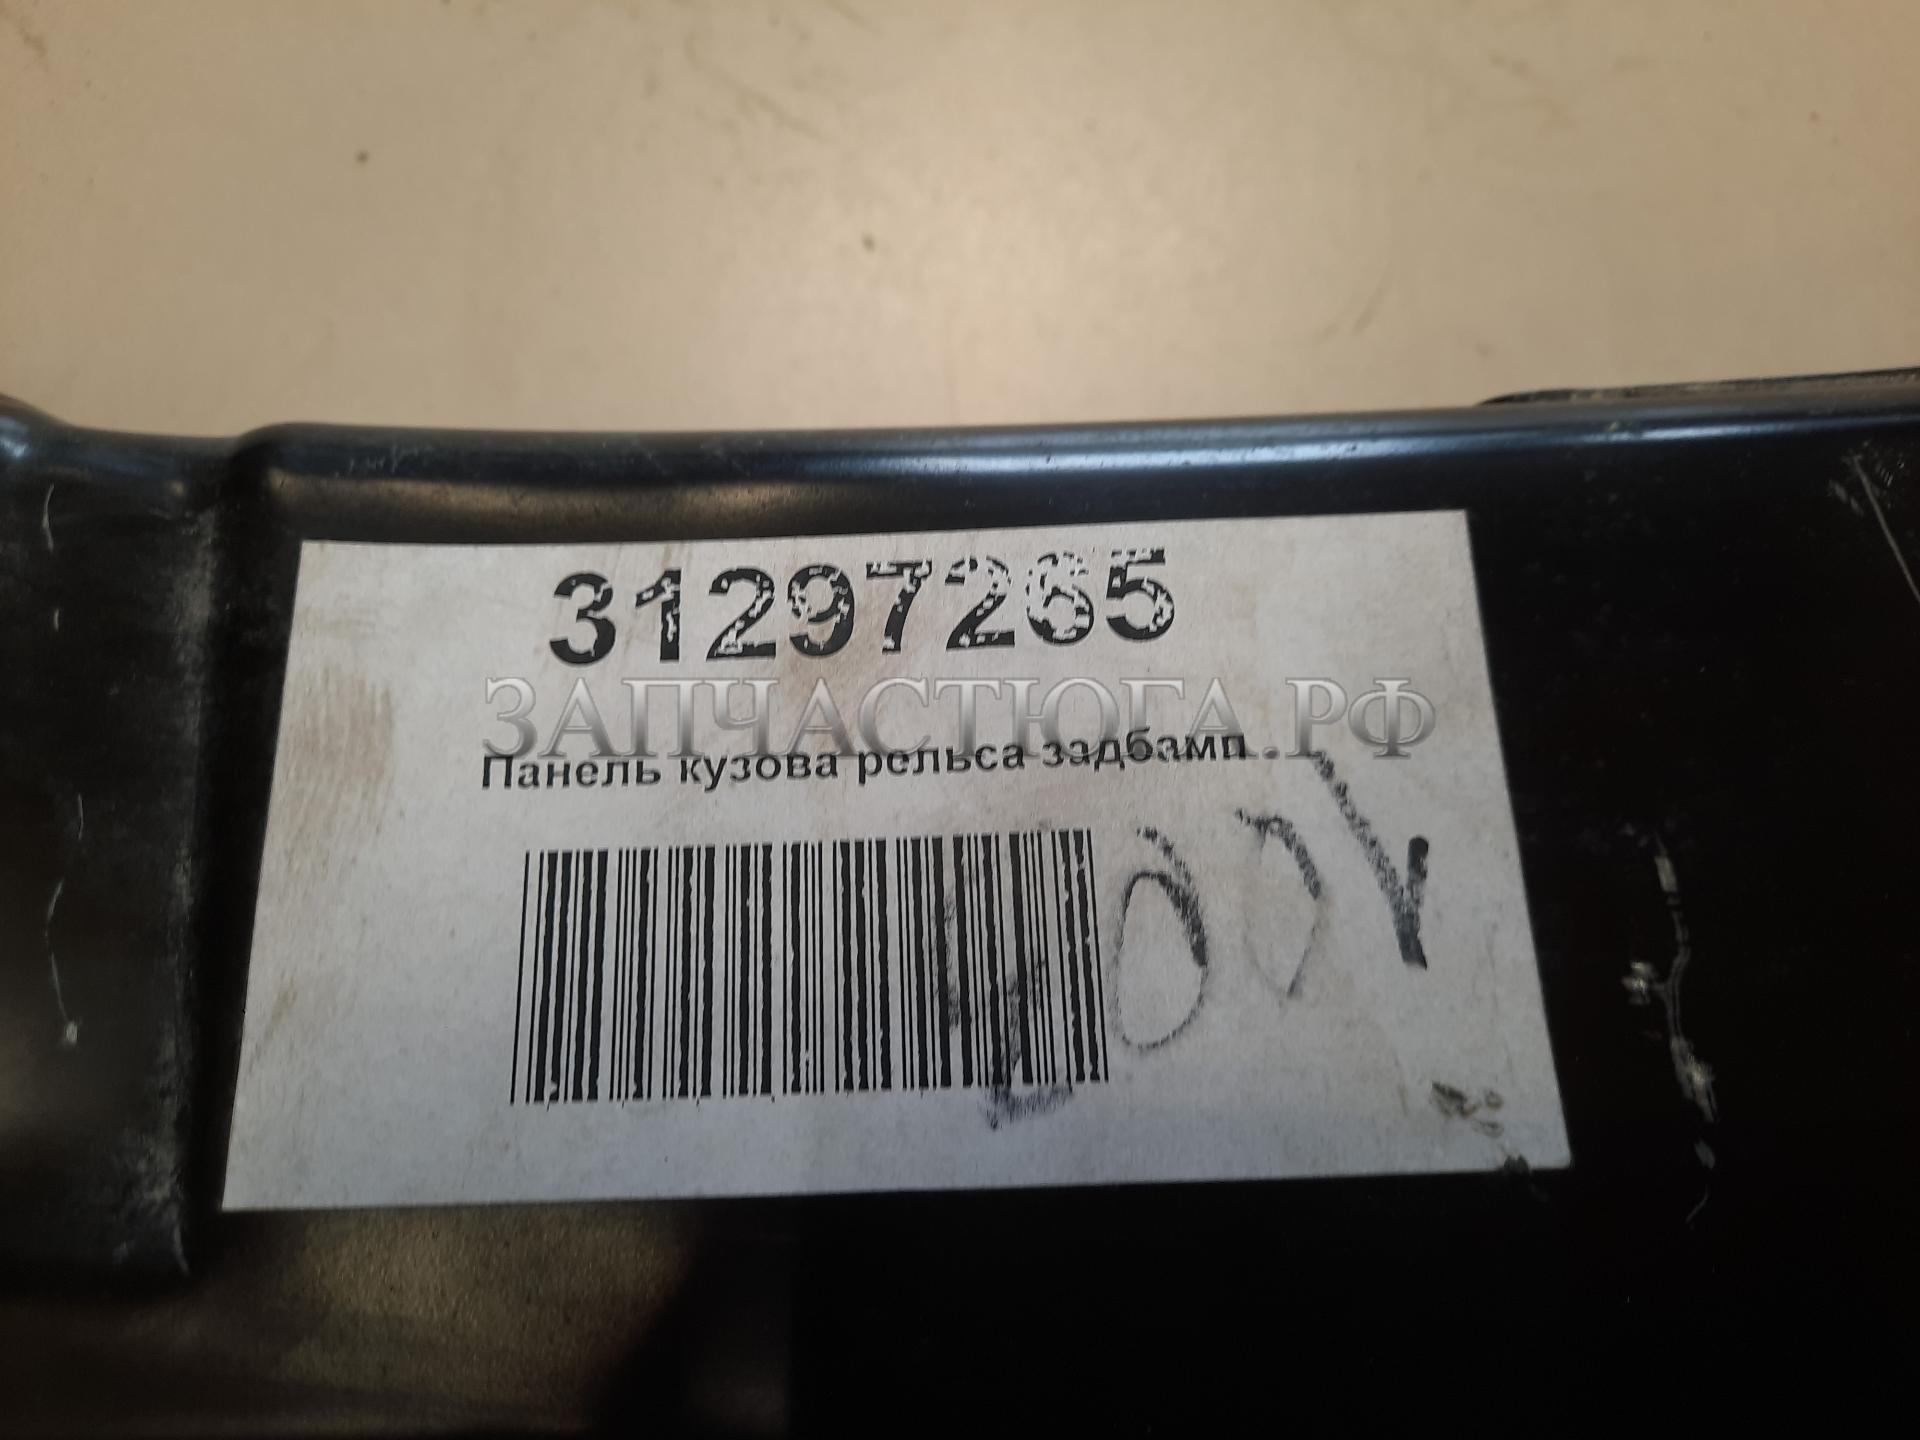 31297265
ЗАПЧАСТЮГА.РФ
Панель кузова рельса задбамп